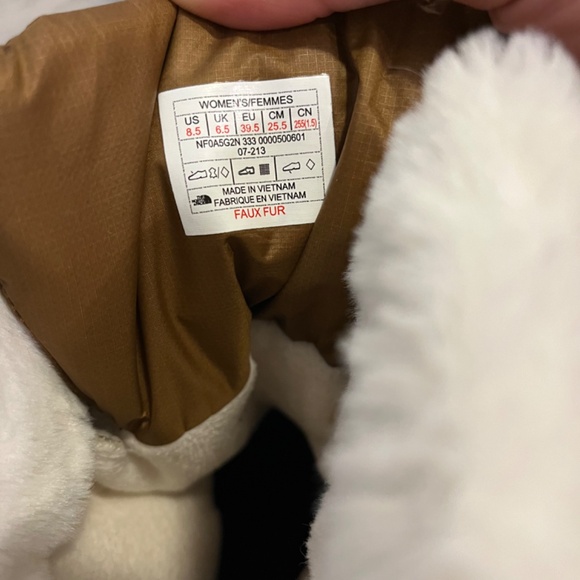 WOMEN'S/FEMMES
US UK EU CM CN
8.5 6.5 39.5 25.5 255(1.5)
NF0A5G2N 333 0000500601
07-213
MADE IN VIETNAM
FABRIQUE EN VIETNAM
FAUX FUR